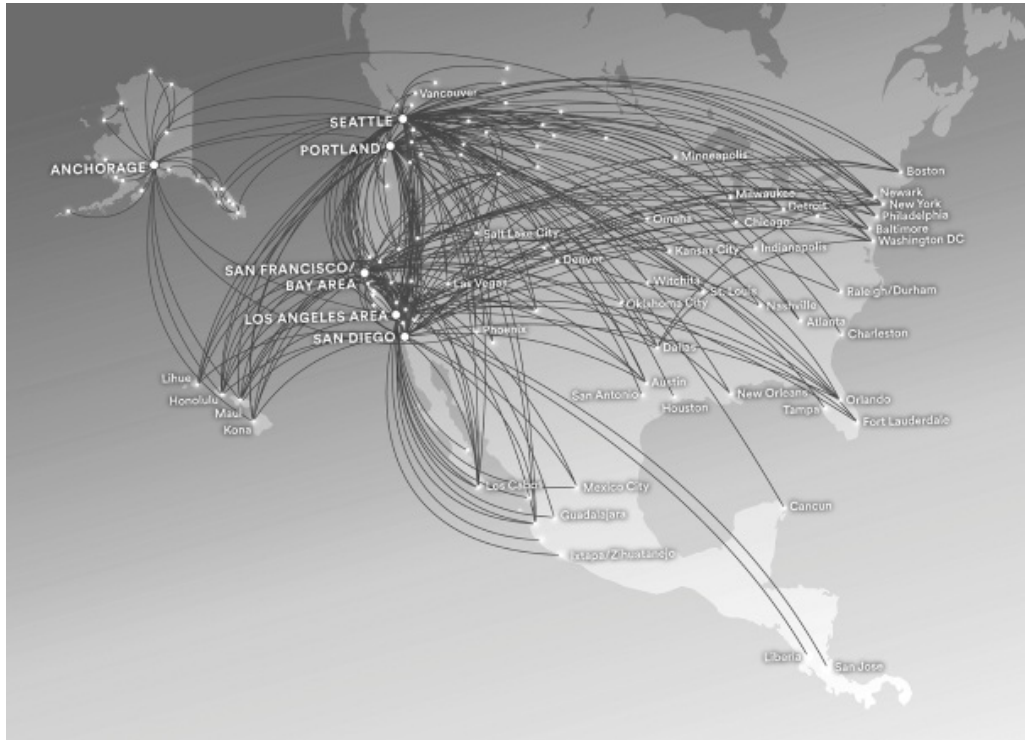 Vancouver
SEATTLE
PORTLAND
ANCHORAGE
Minneapolis
Boston
Milwaukee
Newark
New York
Detroit
Philadelphia
Omaha
Chicago
Baltimore
Washington DC
Salt Lake City
Kansas City
Indianapolis
Denver
SAN FRANCISCO/
BAY AREA
Las Vegas
Witchita
St. Louis
Raleigh/Durham
Oklahoma City
Nashville
LOS ANGELES AREA
Atlanta
Phoenix
Charleston
SAN DIEGO
Dallas
Lihue
Austin
San Antonio
New Orleans
Orlando
Honolulu
Houston
Tampa
Maui
Fort Lauderdale
Kona
Los Cabos
Mexico City
Cancun
Guadalajara
Ixtapa/Zihuatanejo
Liberia
San Jose